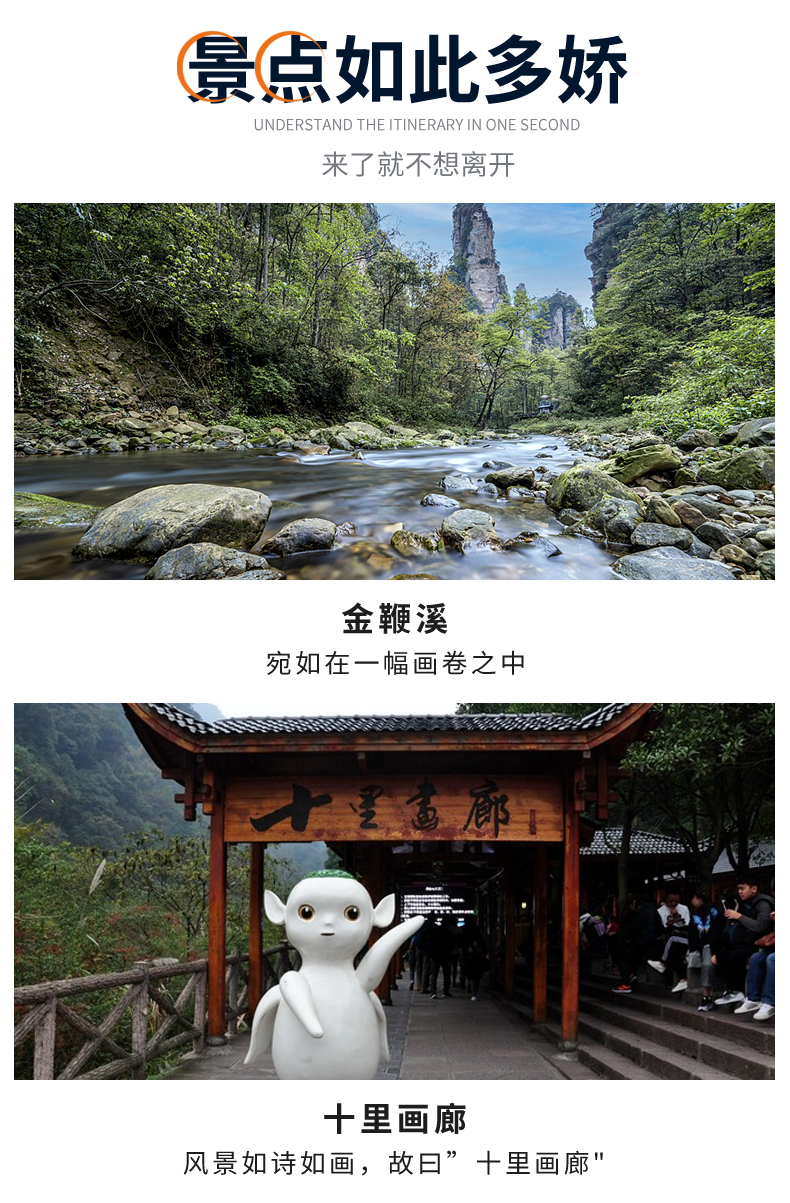 景点如此多娇
UNDERSTAND THE ITINERARY IN ONE SECOND
来了就不想离开
金鞭溪
宛如在一幅画卷之中
十里画廊
十里画廊
风景如诗如画，故曰”十里画廊"